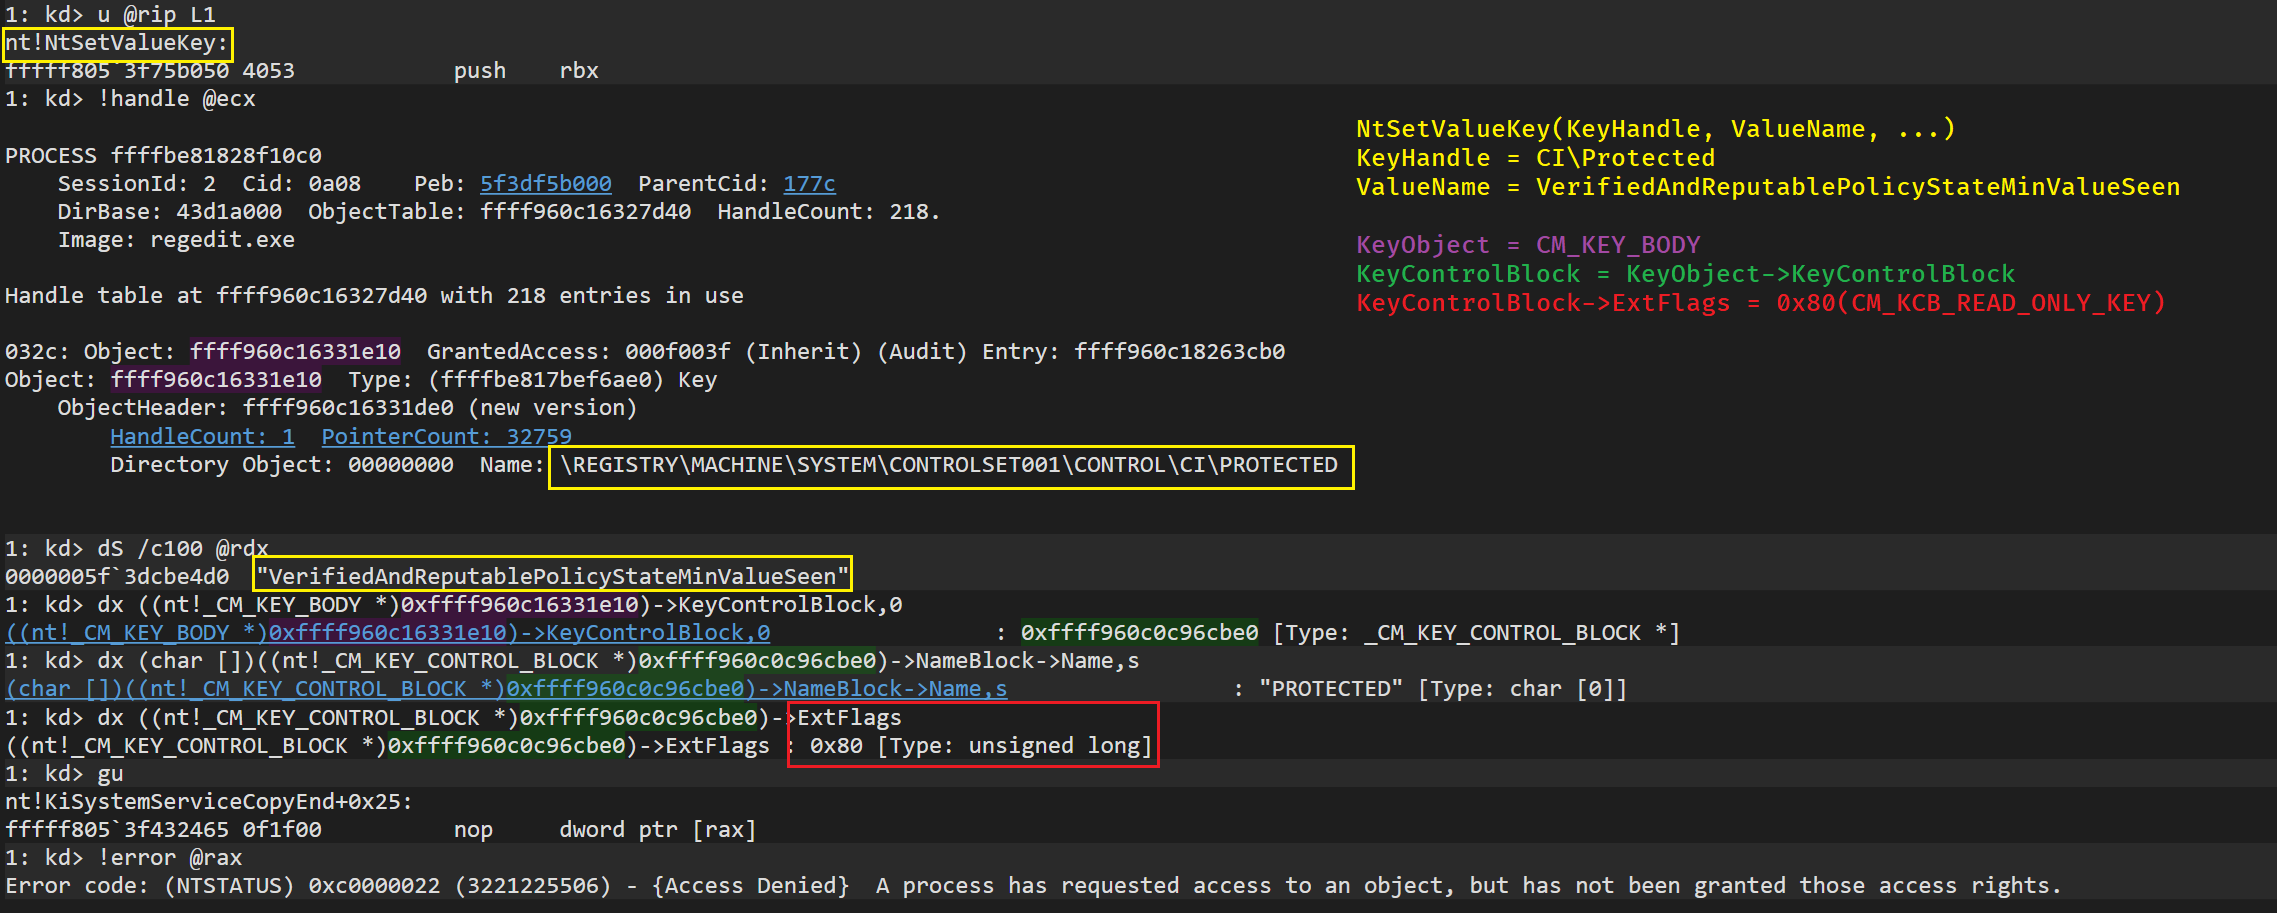 1: kd> u @rip L1
nt!NtSetValueKey:
fffff805`3f75b050 4053            push    rbx
1: kd> !handle @ecx
NtSetValueKey(KeyHandle, ValueName, ...)
PROCESS ffffbe81828f10c0
KeyHandle = CI\Protected
SessionId: 2  Cid: 0a08    Peb: 5f3df5b000  ParentCid: 177c
ValueName = VerifiedAndReputablePolicyStateMinValueSeen
DirBase: 43d1a000  ObjectTable: ffff960c16327d40  HandleCount: 218.
Image: regedit.exe
KeyObject = CM_KEY_BODY
KeyControlBlock = KeyObject->KeyControlBlock
Handle table at ffff960c16327d40 with 218 entries in use
KeyControlBlock->ExtFlags = 0x80(CM_KCB_READ_ONLY_KEY)
032c: Object: ffff960c16331e10  GrantedAccess: 000f003f (Inherit) (Audit) Entry: ffff960c18263cb0
Object: ffff960c16331e10  Type: (ffffbe817bef6ae0) Key
ObjectHeader: ffff960c16331de0 (new version)
HandleCount: 1  PointerCount: 32759
Directory Object: 00000000  Name: \REGISTRY\MACHINE\SYSTEM\CONTROLSET001\CONTROL\CI\PROTECTED
1: kd> dS /c100 @rdx
0000005f`3dcbe4d0  "VerifiedAndReputablePolicyStateMinValueSeen"
1: kd> dx ((nt!_CM_KEY_BODY *)0xffff960c16331e10)->KeyControlBlock,0
((nt!_CM_KEY_BODY *)0xffff960c16331e10)->KeyControlBlock,0                 : 0xffff960c0c96cbe0 [Type: _CM_KEY_CONTROL_BLOCK *]
1: kd> dx (char [])((nt!_CM_KEY_CONTROL_BLOCK *)0xffff960c0c96cbe0)->NameBlock->Name,s
(char [])((nt!_CM_KEY_CONTROL_BLOCK *)0xffff960c0c96cbe0)->NameBlock->Name,s                 : "PROTECTED" [Type: char [0]]
1: kd> dx ((nt!_CM_KEY_CONTROL_BLOCK *)0xffff960c0c96cbe0)->ExtFlags
((nt!_CM_KEY_CONTROL_BLOCK *)0xffff960c0c96cbe0)->ExtFlags : 0x80 [Type: unsigned long]
1: kd> gu
nt!KiSystemServiceCopyEnd+0x25:
fffff805`3f432465 0f1f00          nop     dword ptr [rax]
1: kd> !error @rax
Error code: (NTSTATUS) 0xc0000022 (3221225506) - {Access Denied}  A process has requested access to an object, but has not been granted those access rights.